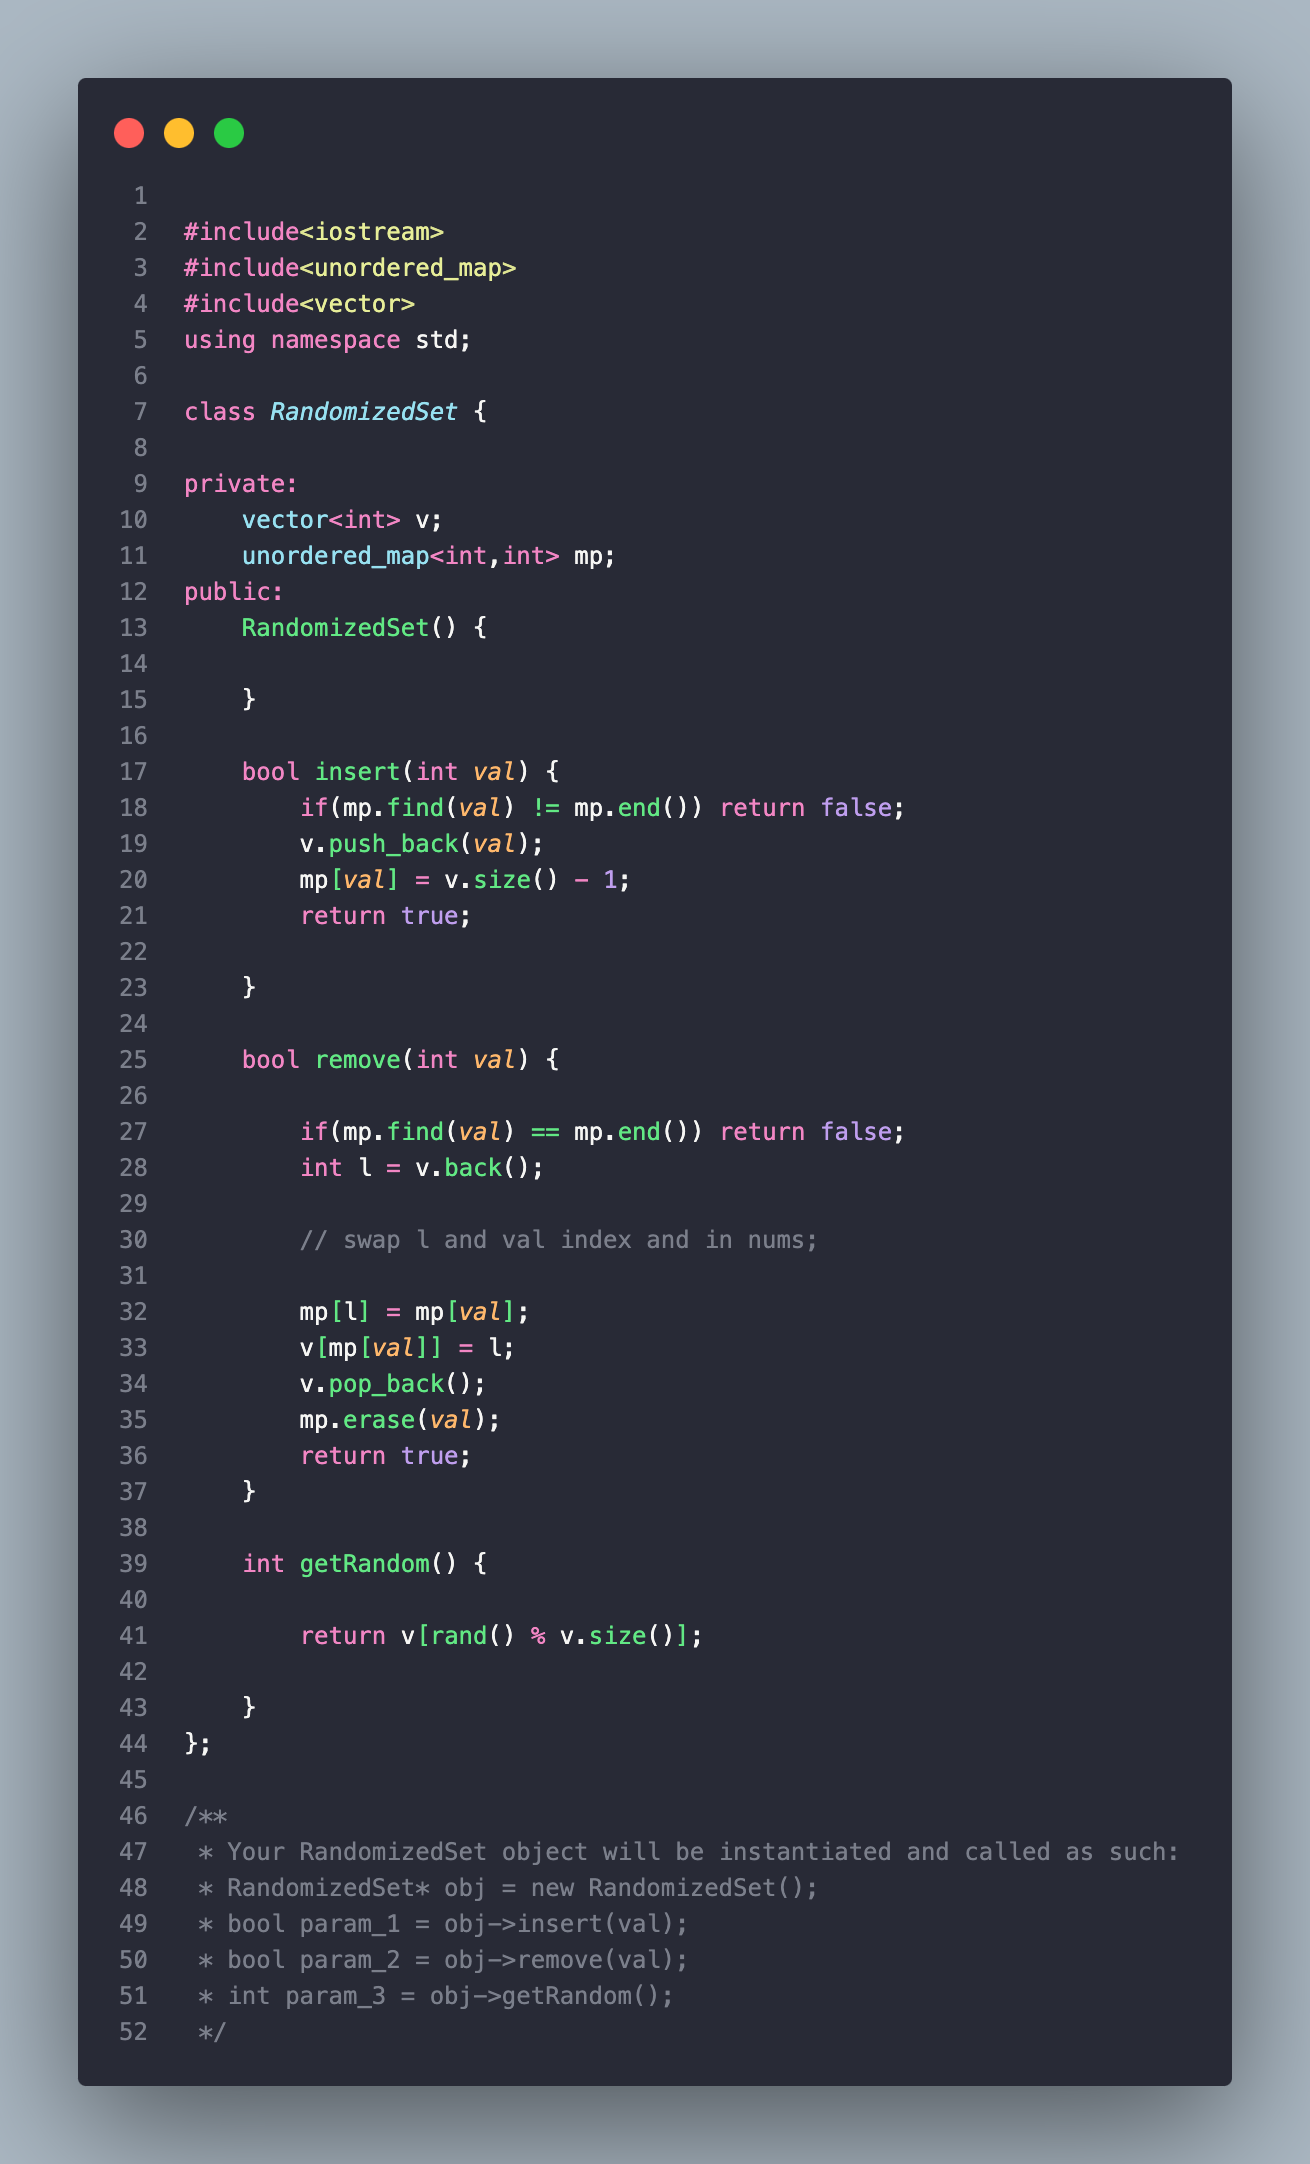 1
2 #include<iostream>
3 #include<unordered_map>
4 #include<vector>
5 using namespace std;
6
7 class RandomizedSet {
8
9 private:
10     vector<int> v;
11     unordered_map<int,int> mp;
12 public:
13     RandomizedSet() {
14
15     }
16
17     bool insert(int val) {
18         if(mp.find(val) != mp.end()) return false;
19         v.push_back(val);
20         mp[val] = v.size() - 1;
21         return true;
22
23     }
24
25     bool remove(int val) {
26
27         if(mp.find(val) == mp.end()) return false;
28         int l = v.back();
29
30         // swap l and val index and in nums;
31
32         mp[l] = mp[val];
33         v[mp[val]] = l;
34         v.pop_back();
35         mp.erase(val);
36         return true;
37     }
38
39     int getRandom() {
40
41         return v[rand() % v.size()];
42
43     }
44 };
45
46 /**
47  * Your RandomizedSet object will be instantiated and called as such:
48  * RandomizedSet* obj = new RandomizedSet();
49  * bool param_1 = obj->insert(val);
50  * bool param_2 = obj->remove(val);
51  * int param_3 = obj->getRandom();
52  */